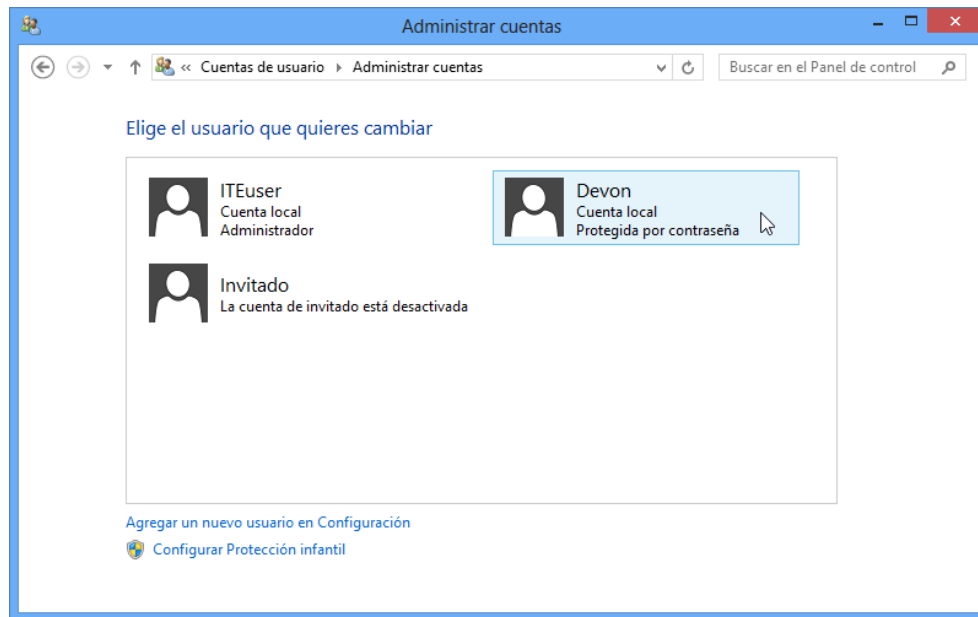 Administrar cuentas
« Cuentas de usuario Administrar cuentas
Buscar en el Panel de control
Elige el usuario que quieres cambiar
ITEuser
Cuenta local
Administrador
Devon
Cuenta local
Protegida por contraseña
Invitado
La cuenta de invitado está desactivada
Agregar un nuevo usuario en Configuración
Configurar Protección infantil